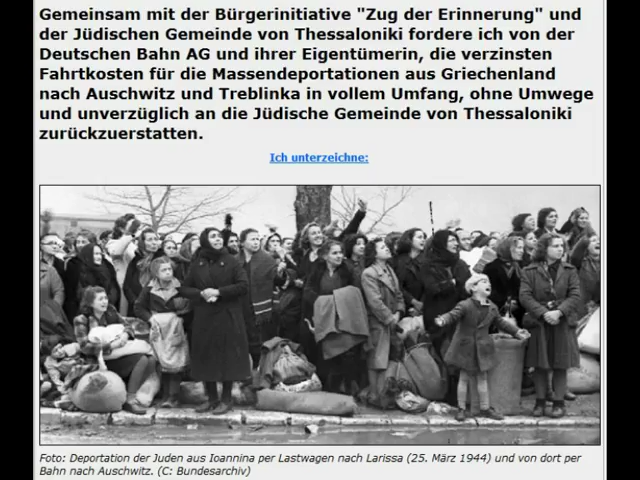 Gemeinsam mit der Bürgerinitiative "Zug der Erinnerung" und
der Jüdischen Gemeinde von Thessaloniki fordere ich von der
Deutschen Bahn AG und ihrer Eigentümerin, die verzinsten
Fahrtkosten für die Massendeportationen aus Griechenland
nach Auschwitz und Treblinka in vollem Umfang, ohne Umwege
und unverzüglich an die Jüdische Gemeinde von Thessaloniki
zurückzuerstatten.
Ich unterzeichne:
Foto: Deportation der Juden aus Ioannina per Lastwagen nach Larissa (25. März 1944) und von dort per
Bahn nach Auschwitz. (C: Bundesarchiv)